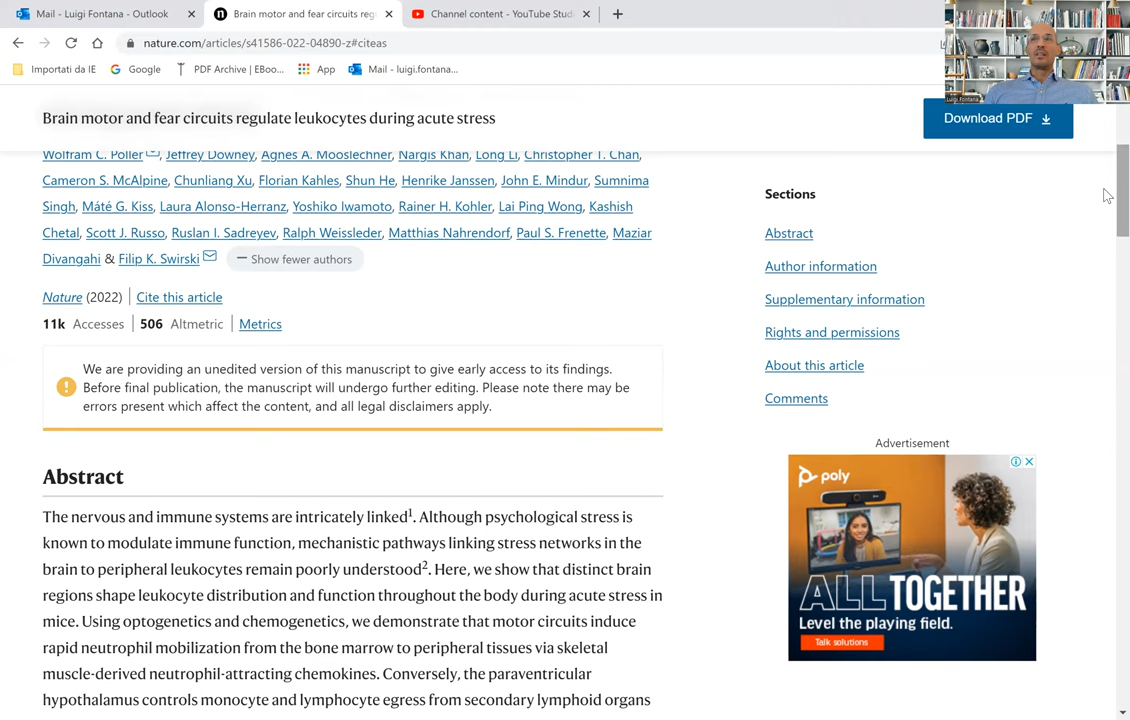 Mail - Luigi Fontana - Outlook
Brain motor and fear circuits reg
Channel content - YouTube Stud
nature.com/articles/s41586-022-04890-z#citeas
Importati da IE
Google
PDF Archive | EBoo...
App
Mail - luigi.fontana...
Luigi Fontana
Brain motor and fear circuits regulate leukocytes during acute stress
Download PDF
Wolfram C. Poller, Jeffrey Downey, Agnes A. Mooslechner, Nargis Khan, Long Li, Christopher T. Chan,
Cameron S. McAlpine, Chunliang Xu, Florian Kahles, Shun He, Henrike Janssen, John E. Mindur, Sumnima
Singh, Máté G. Kiss, Laura Alonso-Herranz, Yoshiko Iwamoto, Rainer H. Kohler, Lai Ping Wong, Kashish
Chetal, Scott J. Russo, Ruslan I. Sadreyev, Ralph Weissleder, Matthias Nahrendorf, Paul S. Frenette, Maziar
Divangahi & Filip K. Swirski
— Show fewer authors
Nature (2022) | Cite this article
11k Accesses | 506 Altmetric | Metrics
We are providing an unedited version of this manuscript to give early access to its findings.
Before final publication, the manuscript will undergo further editing. Please note there may be
errors present which affect the content, and all legal disclaimers apply.
Abstract
The nervous and immune systems are intricately linked1. Although psychological stress is
known to modulate immune function, mechanistic pathways linking stress networks in the
brain to peripheral leukocytes remain poorly understood2. Here, we show that distinct brain
regions shape leukocyte distribution and function throughout the body during acute stress in
mice. Using optogenetics and chemogenetics, we demonstrate that motor circuits induce
rapid neutrophil mobilization from the bone marrow to peripheral tissues via skeletal
muscle-derived neutrophil-attracting chemokines. Conversely, the paraventricular
hypothalamus controls monocyte and lymphocyte egress from secondary lymphoid organs
Sections
Abstract
Author information
Supplementary information
Rights and permissions
About this article
Comments
Advertisement
poly
ALL TOGETHER
Level the playing field.
Talk solutions